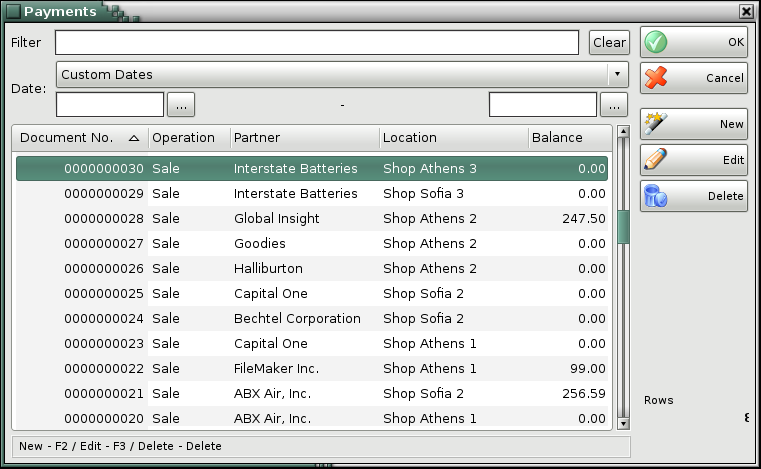 Payments
Filter Clear OK
Custom Dates
Date: Cancel
... - ...
Document No. Operation Partner Location Balance New
0000000030 Sale Interstate Batteries Shop Athens 3 0.00 Edit
0000000029 Sale Interstate Batteries Shop Sofia 3 0.00 Delete
0000000028 Sale Global Insight Shop Athens 2 247.50
0000000027 Sale Goodies Shop Athens 2 0.00
0000000026 Sale Halliburton Shop Athens 2 0.00
0000000025 Sale Capital One Shop Sofia 2 0.00
0000000024 Sale Bechtel Corporation Shop Sofia 2 0.00
0000000023 Sale Capital One Shop Athens 1 0.00
0000000022 Sale FileMaker Inc. Shop Athens 1 99.00
0000000021 Sale ABX Air, Inc. Shop Sofia 2 256.59
Rows
0000000020 Sale ABX Air, Inc. Shop Athens 1 0.00
New - F2 / Edit - F3 / Delete - Delete